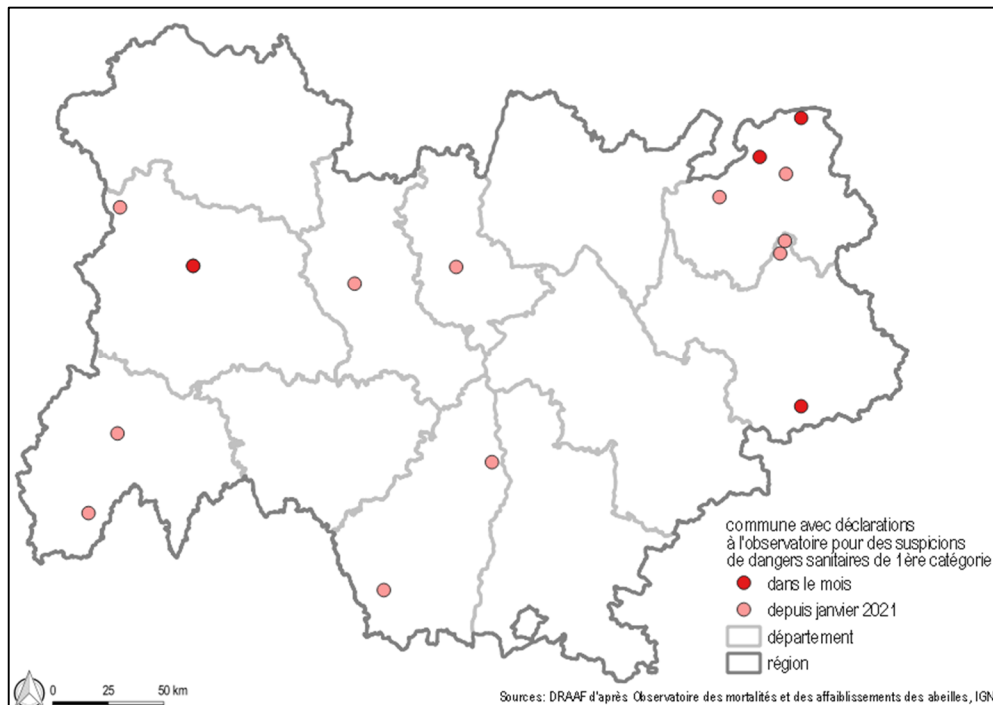 commune avec déclarations
à l'observatoire pour des suspicions
de dangers sanitaires de 1ère catégorie
dans le mois
depuis janvier 2021
département
région
0 25 50 km
Sources: DRAAF d'après Observatoire des mortalités et des affaiblissements des abeilles, IGN